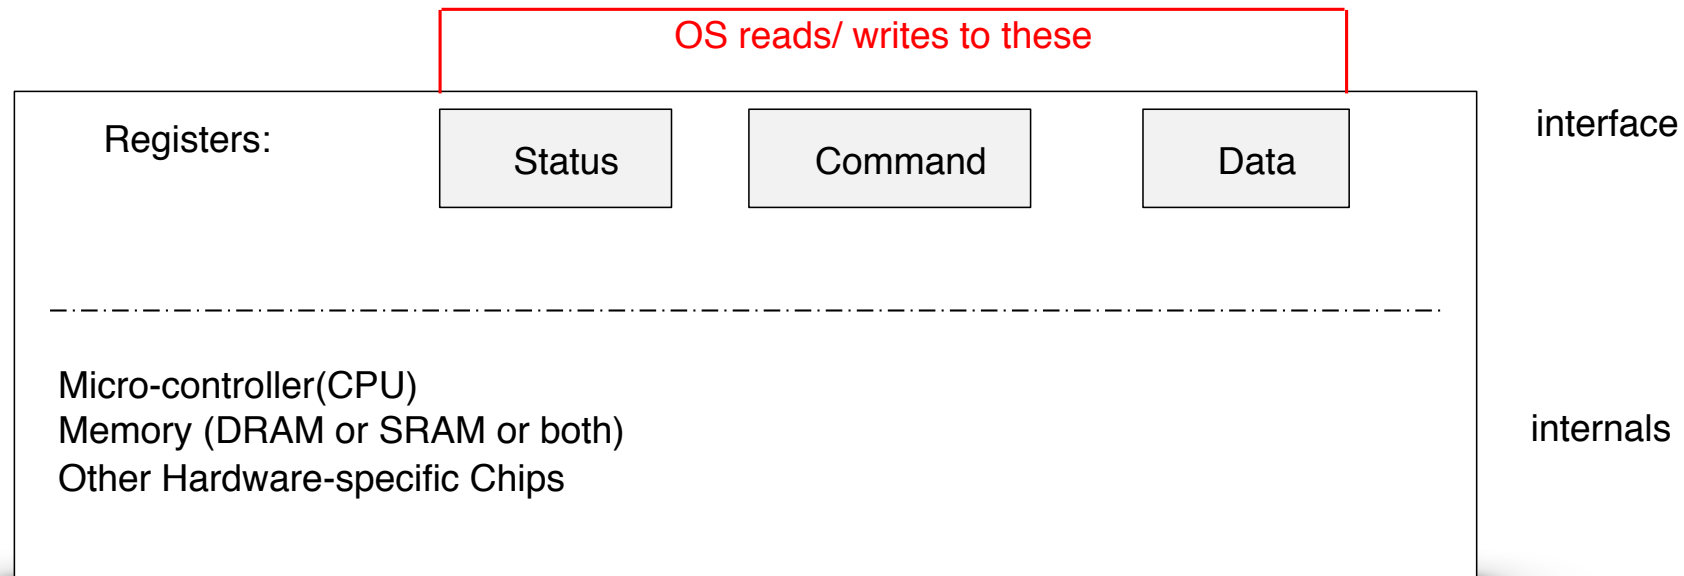 OS reads/ writes to these
Registers:
Status
Command
Data
interface
Micro-controller(CPU)
Memory (DRAM or SRAM or both)
Other Hardware-specific Chips
internals